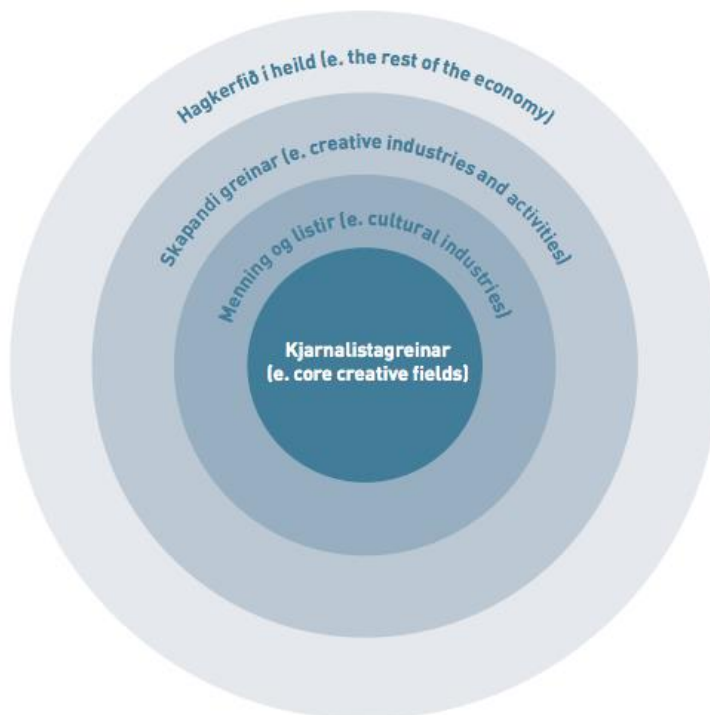 Hagkerfið í heild (e. the rest of the economy)
Skapandi greinar (e. creative industries and activities)
Menning og listir (e. cultural industries)
Kjarnalistagreinar
(e. core creative fields)